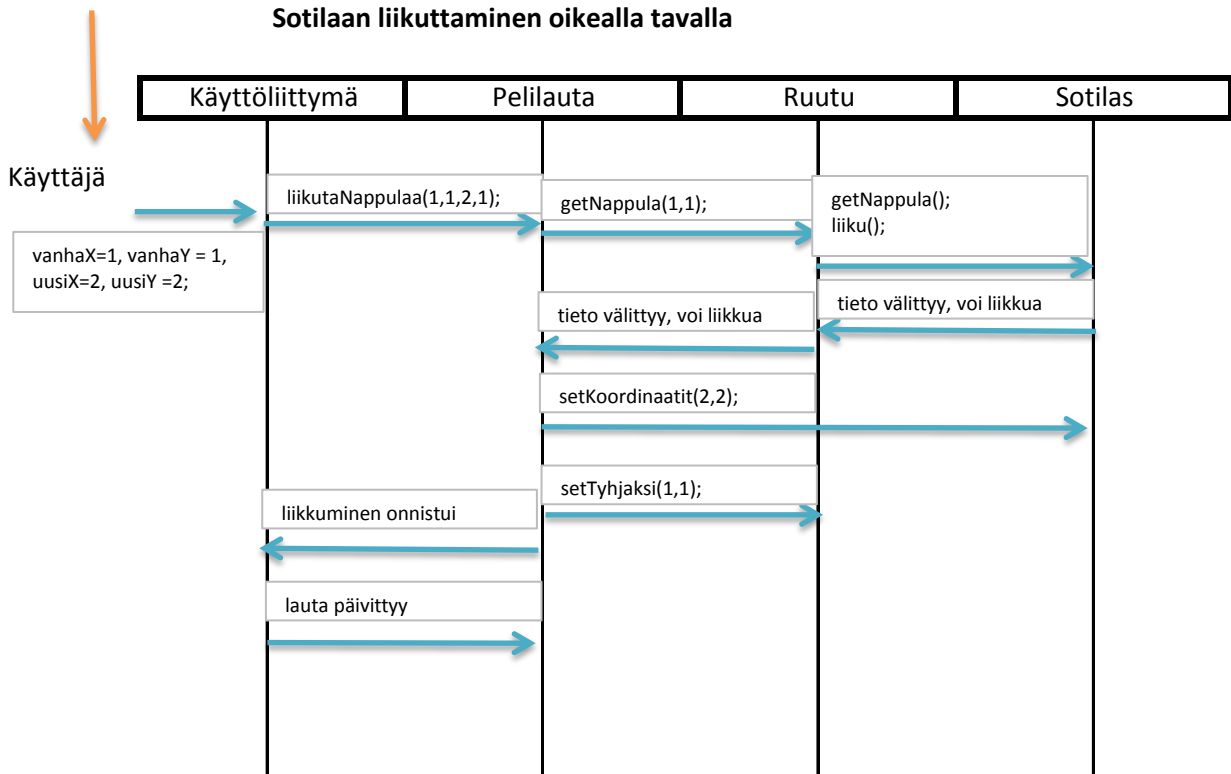 Sotilaan liikuttaminen oikealla tavalla
Käyttöliittymä Pelilauta Ruutu Sotilas
Käyttäjä
vanhaX=1, vanhaY = 1,
uusiX=2, uusiY =2;
liikutaNappulaa(1,1,2,1);
getNappula(1,1);
getNappula();
liiku();
tieto välittyy, voi liikkua
tieto välittyy, voi liikkua
setKoordinaatit(2,2);
setTyhjaksi(1,1);
liikkuminen onnistui
lauta päivittyy